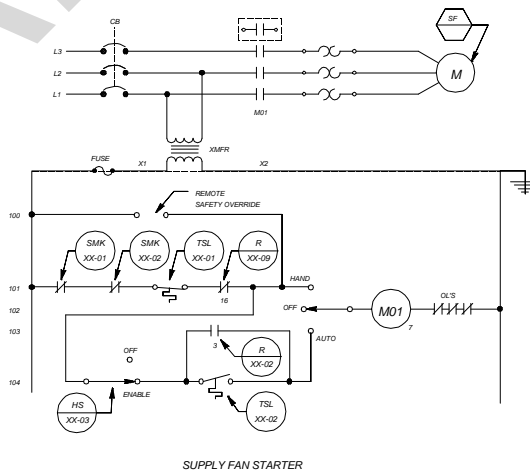 SF
CB
L3
L2
L1
M
M01
XMFR
FUSE
X1
X2
REMOTE
SAFETY OVERRIDE
100
SMK
XX-01
SMK
XX-02
TSL
XX-01
R
XX-09
HAND
101
16
102
OFF
M01
7
OL'S
103
AUTO
3
R
XX-02
OFF
104
ENABLE
HS
XX-03
TSL
XX-02
SUPPLY FAN STARTER